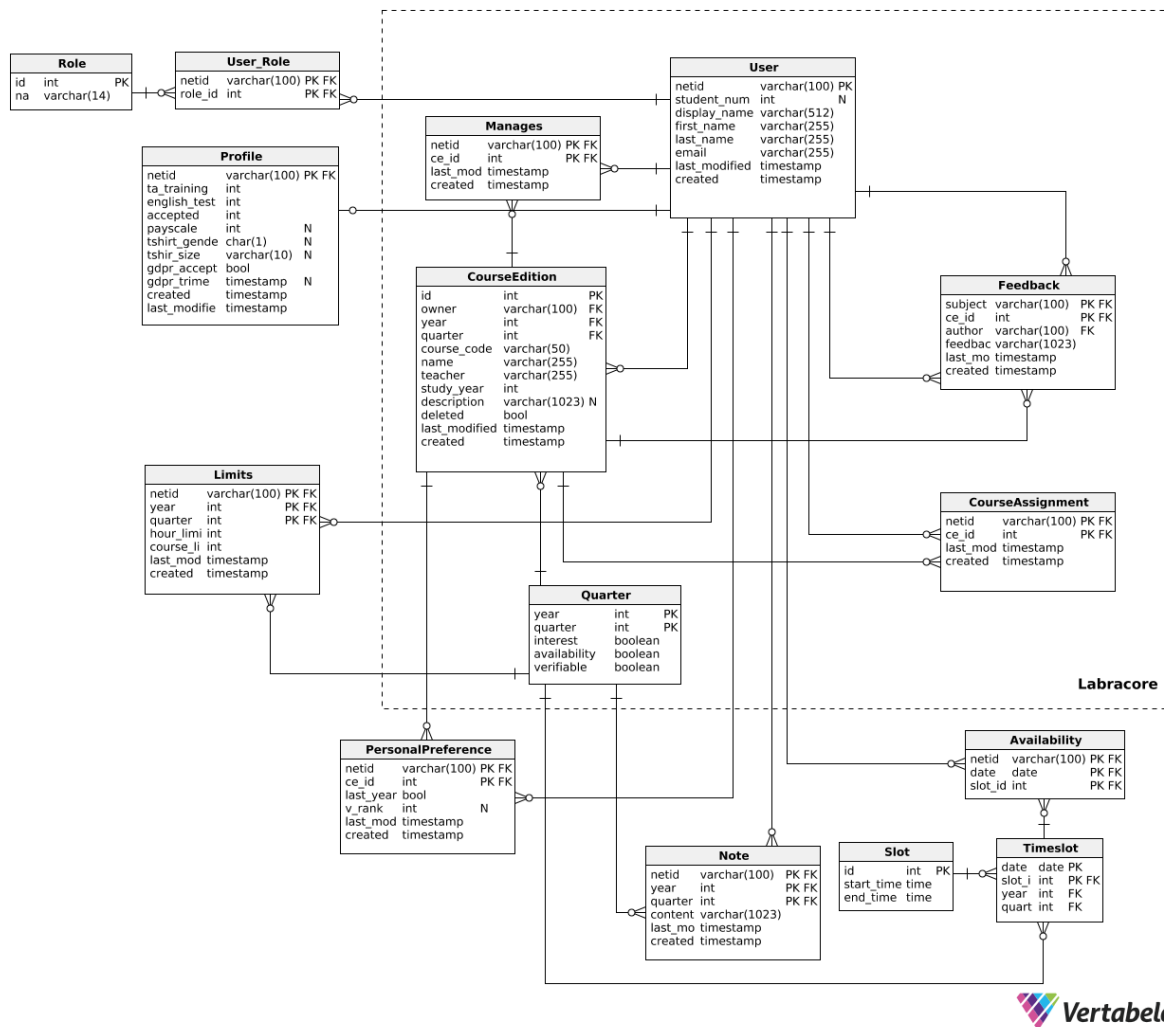 Role
id int PK
na varchar(14)
User_Role
netid varchar(100) PK FK
role_id int PK FK
User
netid varchar(100) PK
student_num int N
display_name varchar(512)
first_name varchar(255)
last_name varchar(255)
email varchar(255)
last_modified timestamp
created timestamp
Manages
netid varchar(100) PK FK
ce_id int PK FK
last_mod timestamp
created timestamp
Profile
netid varchar(100) PK FK
ta_training int
english_test int
accepted int
payscale int N
tshirt_gende char(1) N
tshir_size varchar(10) N
gdpr_accept bool
gdpr_trime timestamp N
created timestamp
last_modifie timestamp
CourseEdition
id int PK
owner varchar(100) FK
year int FK
quarter int FK
course_code varchar(50)
name varchar(255)
teacher varchar(255)
study_year int
description varchar(1023) N
deleted bool
last_modified timestamp
created timestamp
Feedback
subject varchar(100) PK FK
ce_id int PK FK
author varchar(100) FK
feedbac varchar(1023)
last_mo timestamp
created timestamp
Limits
netid varchar(100) PK FK
year int PK FK
quarter int PK FK
hour_limi int
course_li int
last_mod timestamp
created timestamp
CourseAssignment
netid varchar(100) PK FK
ce_id int PK FK
last_mod timestamp
created timestamp
Quarter
year int PK
quarter int PK
interest boolean
availability boolean
verifiable boolean
Labracore
PersonalPreference
netid varchar(100) PK FK
ce_id int PK FK
last_year bool
v_rank int N
last_mod timestamp
created timestamp
Availability
netid varchar(100) PK FK
date date PK FK
slot_id int PK FK
Note
netid varchar(100) PK FK
year int PK FK
quarter int PK FK
content varchar(1023)
last_mo timestamp
created timestamp
Slot
id int PK
start_time time
end_time time
Timeslot
date date PK
slot_i int PK FK
year int FK
quart int FK
Vertabelo